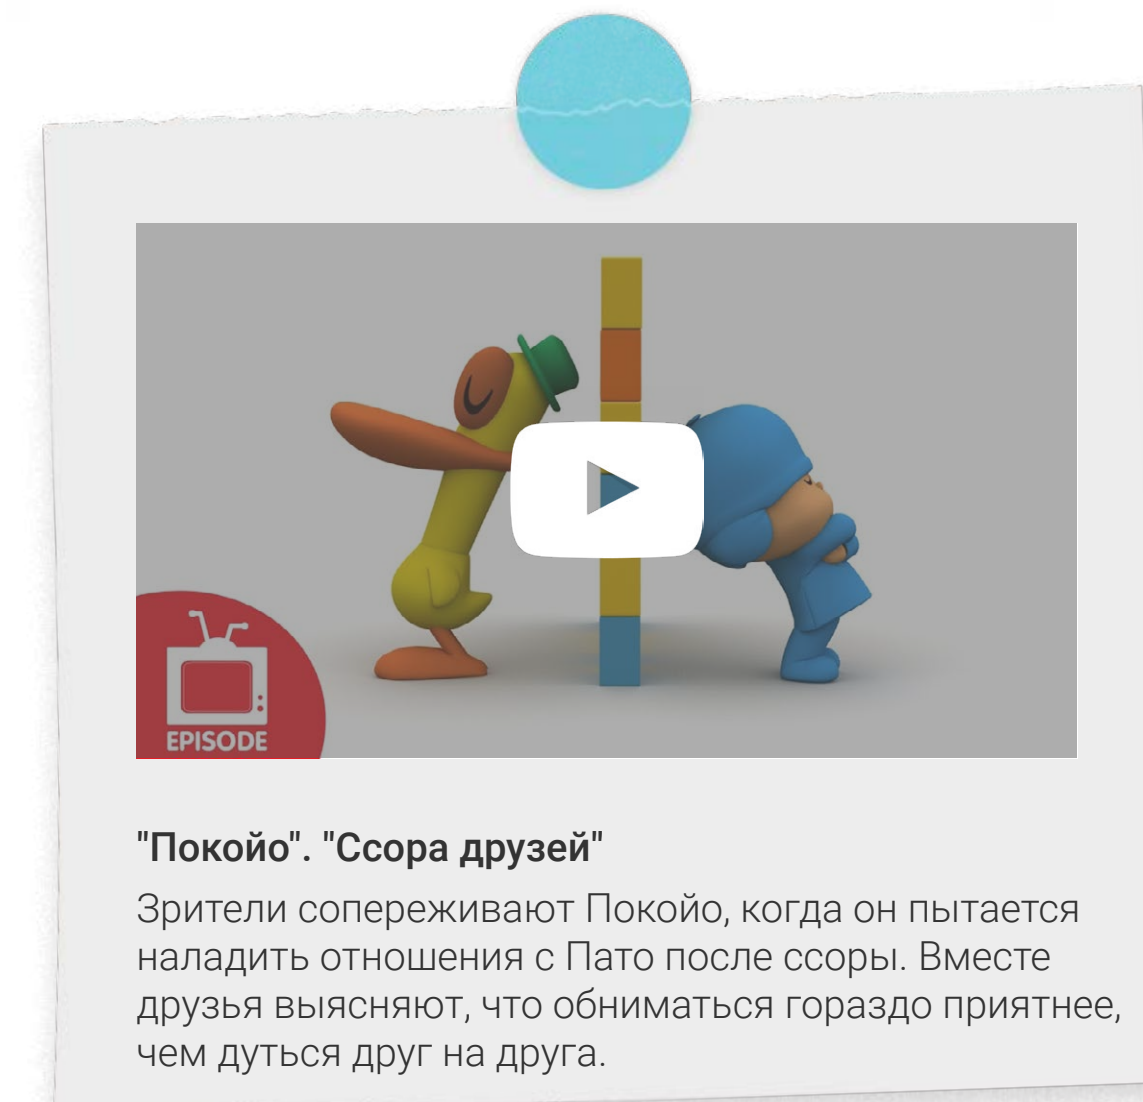 EPISODE
"Покойо". "Ссора друзей"
Зрители сопереживают Покойо, когда он пытается
наладить отношения с Пато после ссоры. Вместе
друзья выясняют, что обниматься гораздо приятнее,
чем дуться друг на друга.